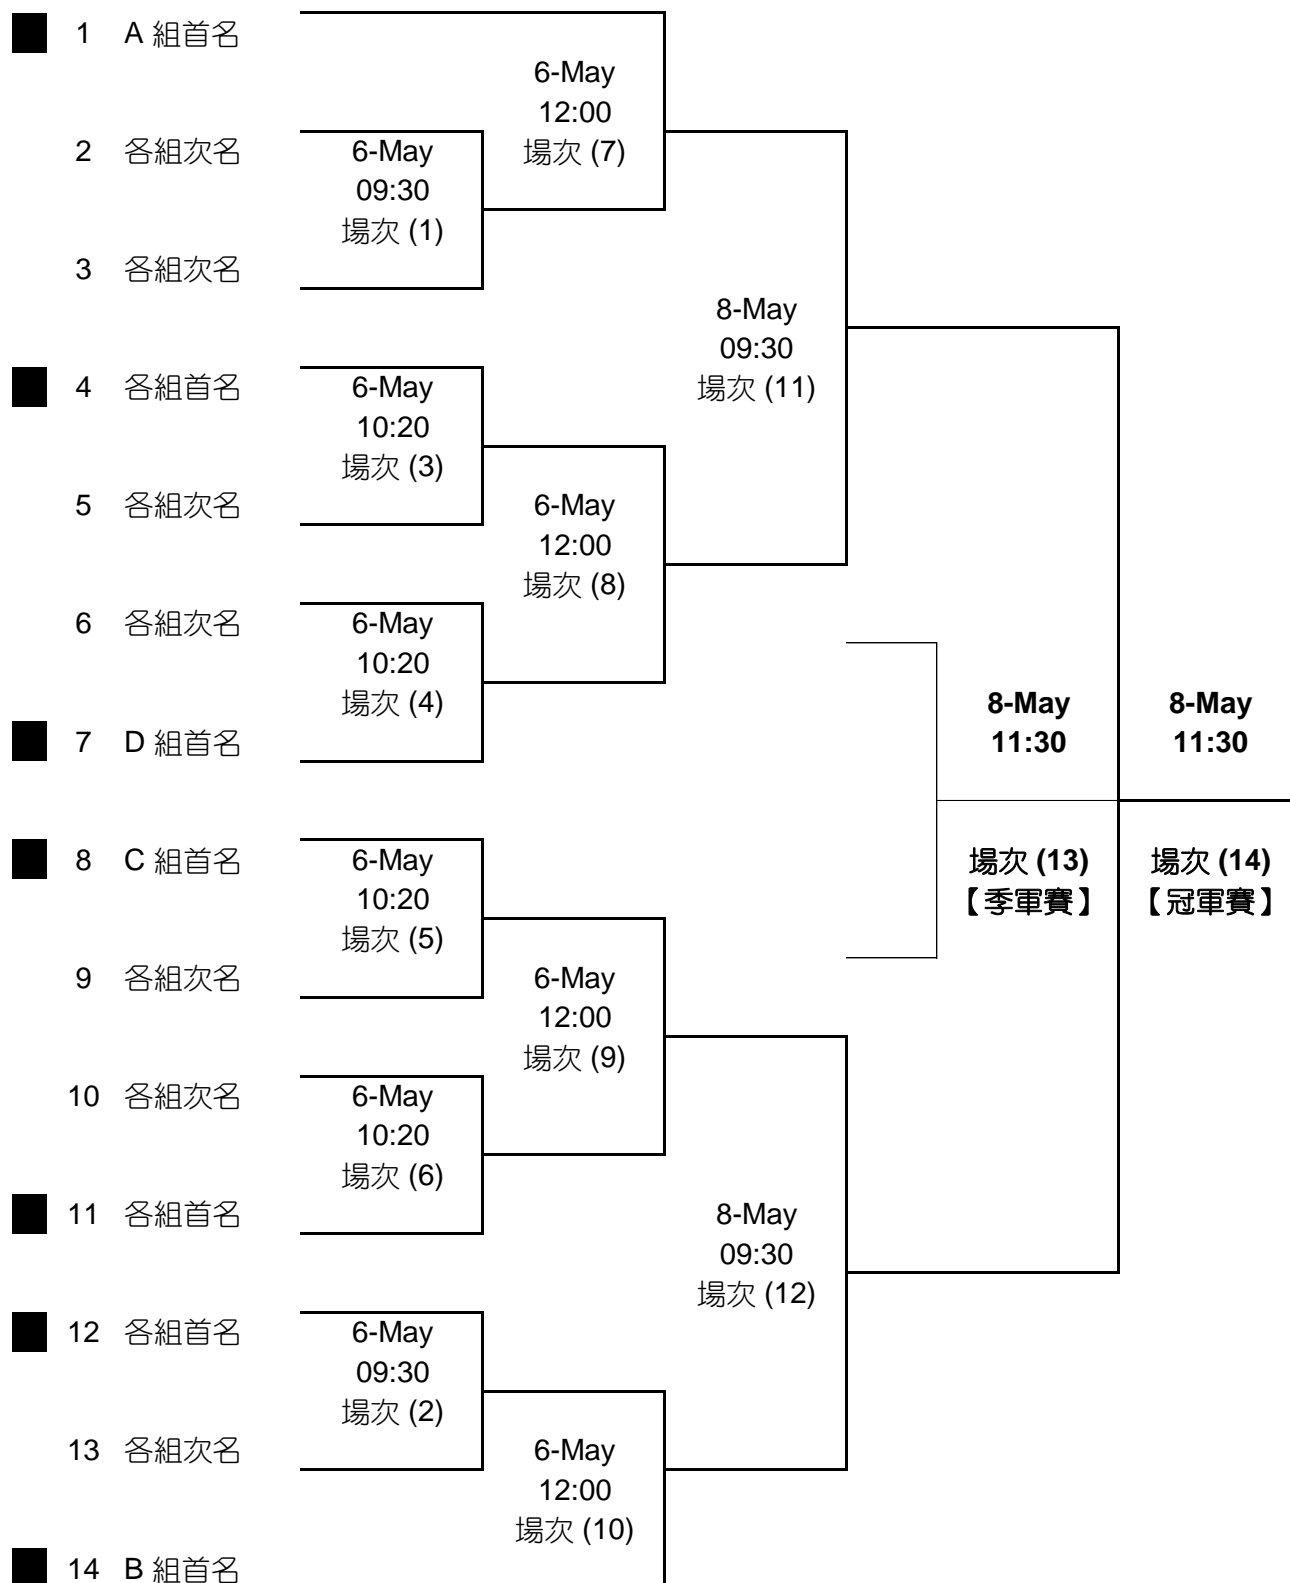 1 A 組首名
6-May
12:00
場次 (7)
2 各組次名
6-May
09:30
場次 (1)
3 各組次名
8-May
09:30
場次 (11)
4 各組首名
6-May
10:20
場次 (3)
5 各組次名
6-May
12:00
場次 (8)
6 各組次名
6-May
10:20
場次 (4)
7 D 組首名
8-May
11:30
場次 (13)
【季軍賽】
8-May
11:30
場次 (14)
【冠軍賽】
8 C 組首名
6-May
10:20
場次 (5)
9 各組次名
6-May
12:00
場次 (9)
10 各組次名
6-May
10:20
場次 (6)
11 各組首名
8-May
09:30
場次 (12)
12 各組首名
6-May
09:30
場次 (2)
13 各組次名
6-May
12:00
場次 (10)
14 B 組首名